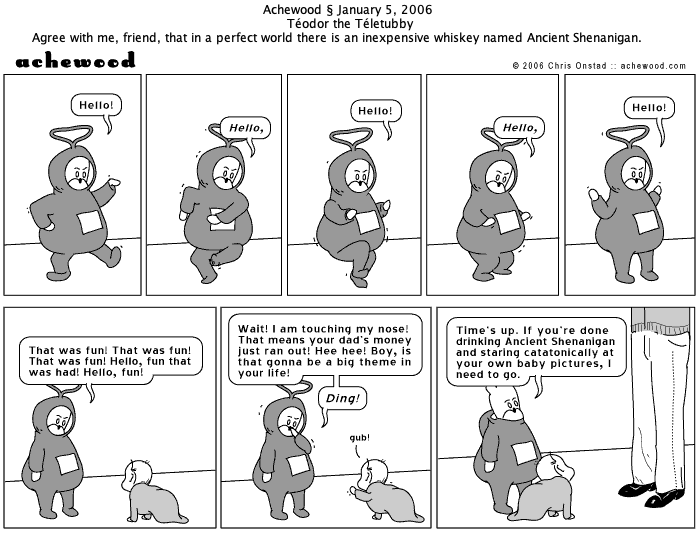 Achewood § January 5, 2006
Téodor the Téletubby
Agree with me, friend, that in a perfect world there is an inexpensive whiskey named Ancient Shenanigan.
achewood
© 2006 Chris Onstad :: achewood.com
Hello!
Hello,
Hello!
Hello,
Hello!
That was fun! That was fun!
That was fun! Hello, fun that
was had! Hello, fun!
Wait! I am touching my nose!
That means your dad's money
just ran out! Hee hee! Boy, is
that gonna be a big theme in
your life!
Ding!
gub!
Time's up. If you're done
drinking Ancient Shenanigan
and staring catatonically at
your own baby pictures, I
need to go.